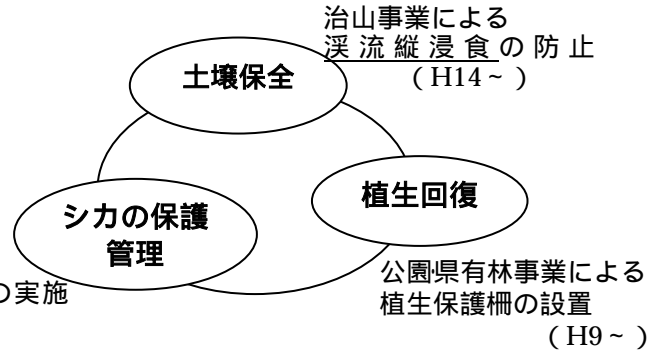 治山事業による
渓流縦浸食の防止
(H14~)
土壌保全
植生回復
シカの保護
管理
の実施
公園・県有林事業による
植生保護柵の設置
(H9~)